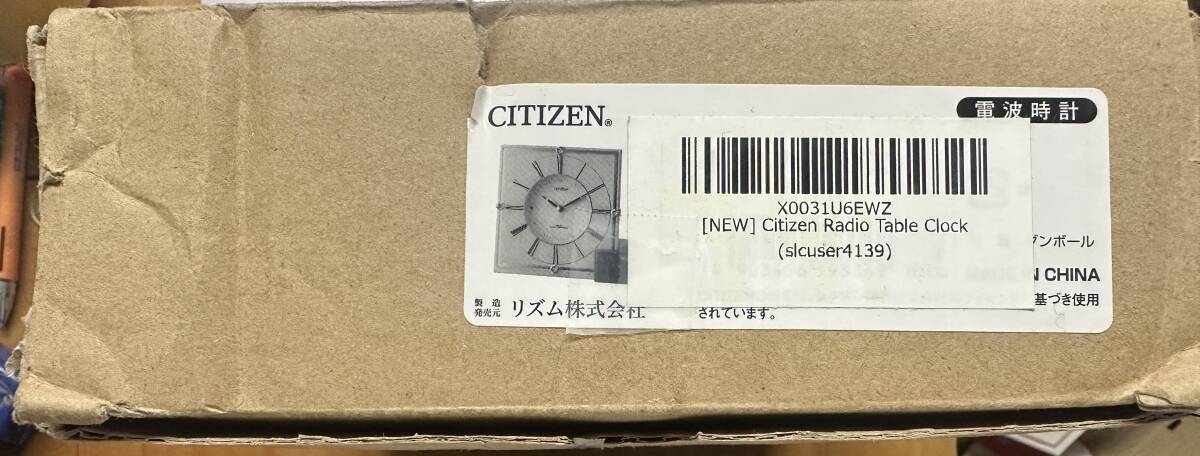 CITIZEN®
電波時計
X0031U6EWZ
[NEW] Citizen Radio Table Clock
(slcuser4139)
ダンボール
N CHINA
製造
発売元 リズム株式会社
基づき使用
されています。